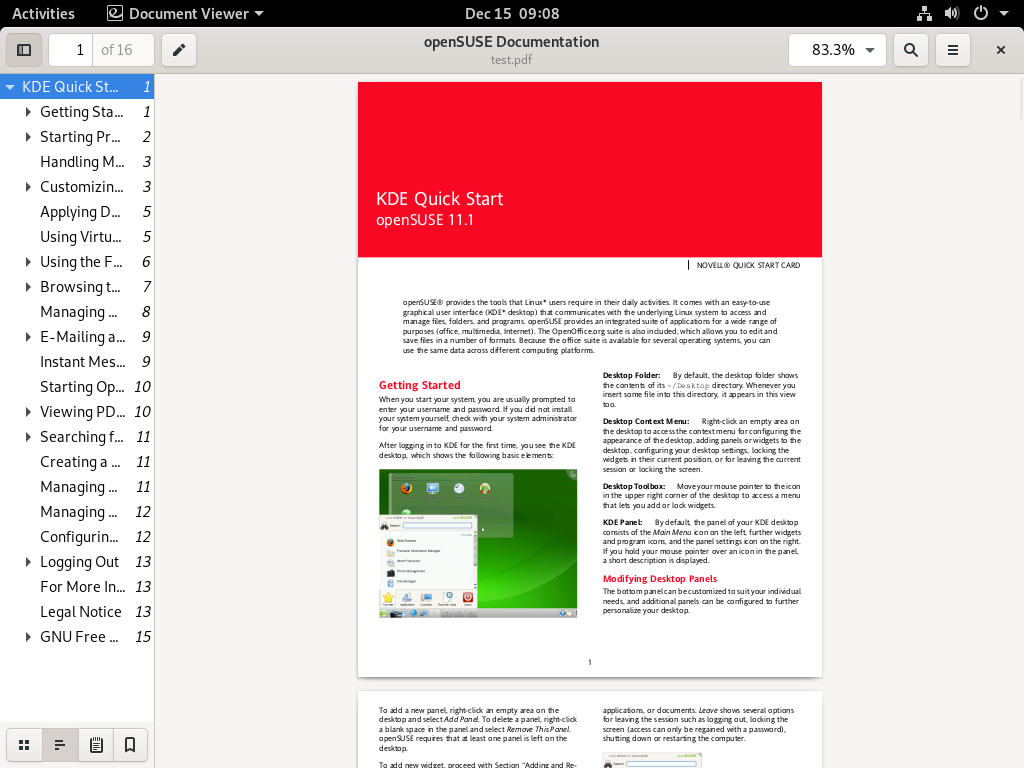 Activities
Document Viewer
Dec 15 09:08
1
of 16
openSUSE Documentation
test.pdf
83.3%
KDE Quick St... 1
Getting Sta... 1
Starting Pr... 2
Handling M... 3
Customizin... 3
Applying D... 5
Using Virtu... 5
Using the F... 6
Browsing t... 7
Managing ... 8
E-Mailing a... 9
Instant Mes... 9
Starting Op... 10
Viewing PD... 10
Searching f... 11
Creating a ... 11
Managing ... 11
Managing ... 12
Configurin... 12
Logging Out 13
For More In... 13
Legal Notice 13
GNU Free ... 15
KDE Quick Start
openSUSE 11.1
NOVELL® QUICK START CARD
openSUSE® provides the tools that Linux* users require in their daily activities. It comes with an easy-to-use
graphical user interface (KDE* desktop) that communicates with the underlying Linux system to access and
manage files, folders, and programs. openSUSE provides an integrated suite of applications for a wide range of
purposes (office, multimedia, Internet). The OpenOffice.org suite is also included, which allows you to edit and
save files in a number of formats. Because the office suite is available for several operating systems, you can
use the same data across different computing platforms.
Getting Started
When you start your system, you are usually prompted to
enter your username and password. If you did not install
your system yourself, check with your system administrator
for your username and password.
After logging in to KDE for the first time, you see the KDE
desktop, which shows the following basic elements:
Search:
Web Browser
Personal Information Manager
Word Processor
Photo Management
File Manager
Desktop Folder: By default, the desktop folder shows
the contents of its ~/Desktop directory. Whenever you
insert some file into this directory, it appears in this view
too.
Desktop Context Menu: Right-click an empty area on
the desktop to access the context menu for configuring the
appearance of the desktop, adding panels or widgets to the
desktop, configuring your desktop settings, locking the
widgets in their current position, or for leaving the current
session or locking the screen.
Desktop Toolbox: Move your mouse pointer to the icon
in the upper right corner of the desktop to access a menu
that lets you add or lock widgets.
KDE Panel: By default, the panel of your KDE desktop
consists of the Main Menu icon on the left, further widgets
and program icons, and the panel settings icon on the right.
If you hold your mouse pointer over an icon in the panel,
a short description is displayed.
Modifying Desktop Panels
The bottom panel can be customized to suit your individual
needs, and additional panels can be configured to further
personalize your desktop.
1
To add a new panel, right-click an empty area on the
desktop and select Add Panel. To delete a panel, right-click
a blank space in the panel and select Remove This Panel.
openSUSE requires that at least one panel is left on the
desktop.
To add new widget, proceed with Section "Adding and Re-
applications, or documents. Leave shows several options
for leaving the session such as logging out, locking the
screen (access can only be regained with a password),
shutting down or restarting the computer.
Search: